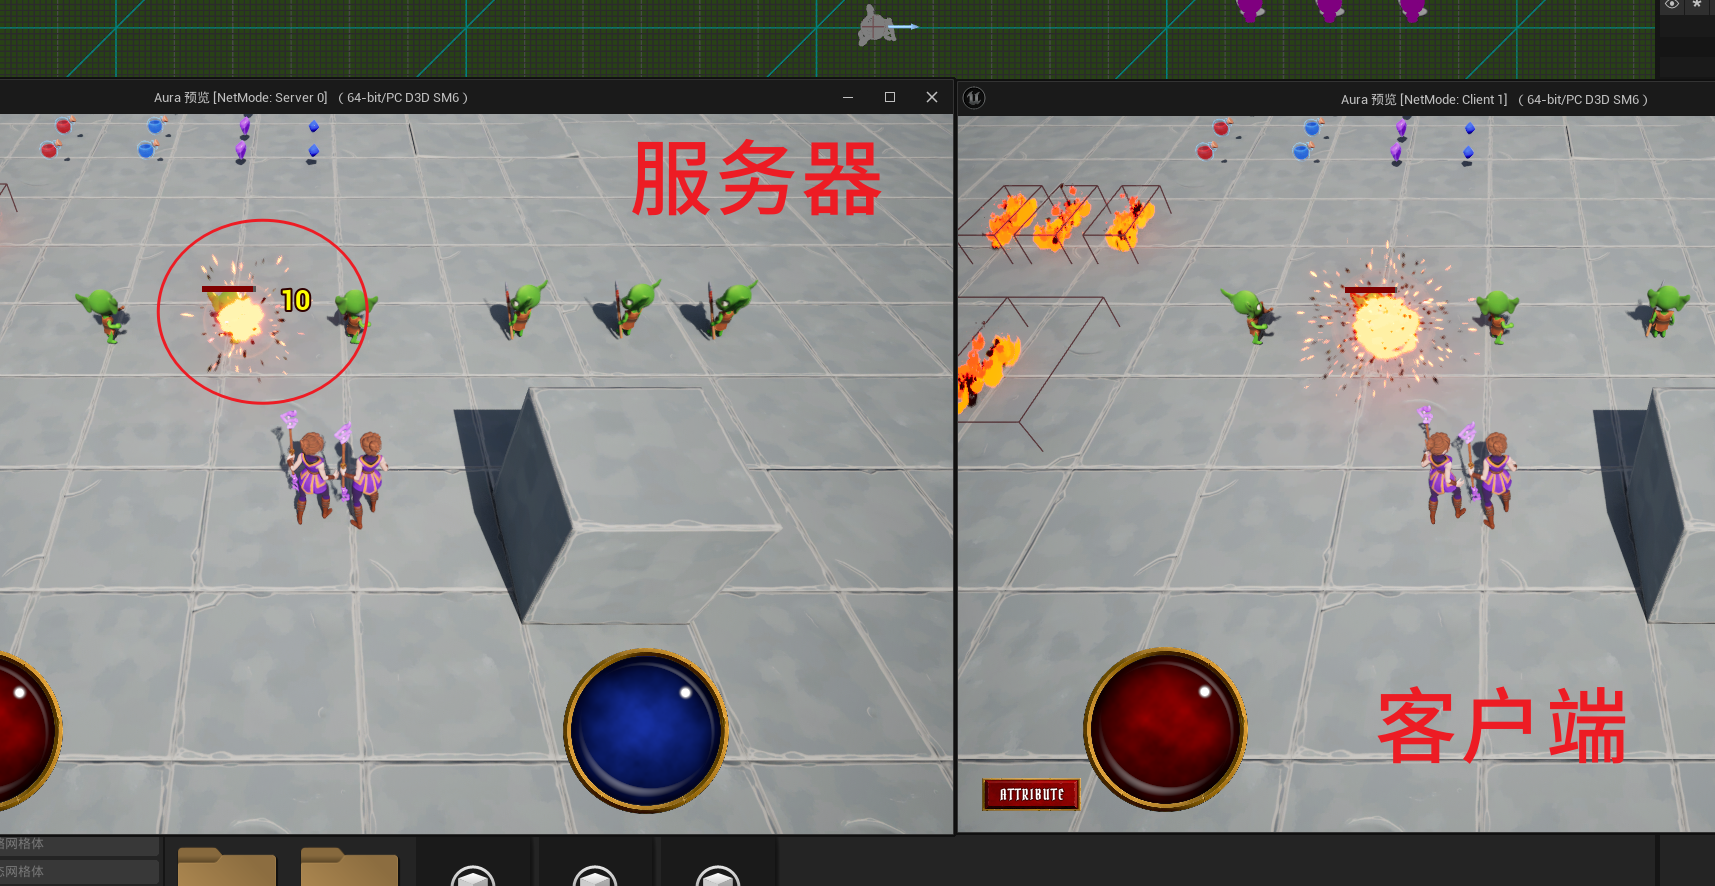 Aura 预览 [NetMode: Server 0] （64-bit/PC D3D SM6）
Aura 预览 [NetMode: Client 1] （64-bit/PC D3D SM6）
服务器
10
客户端
ATTRIBUTE
网格体
网格体